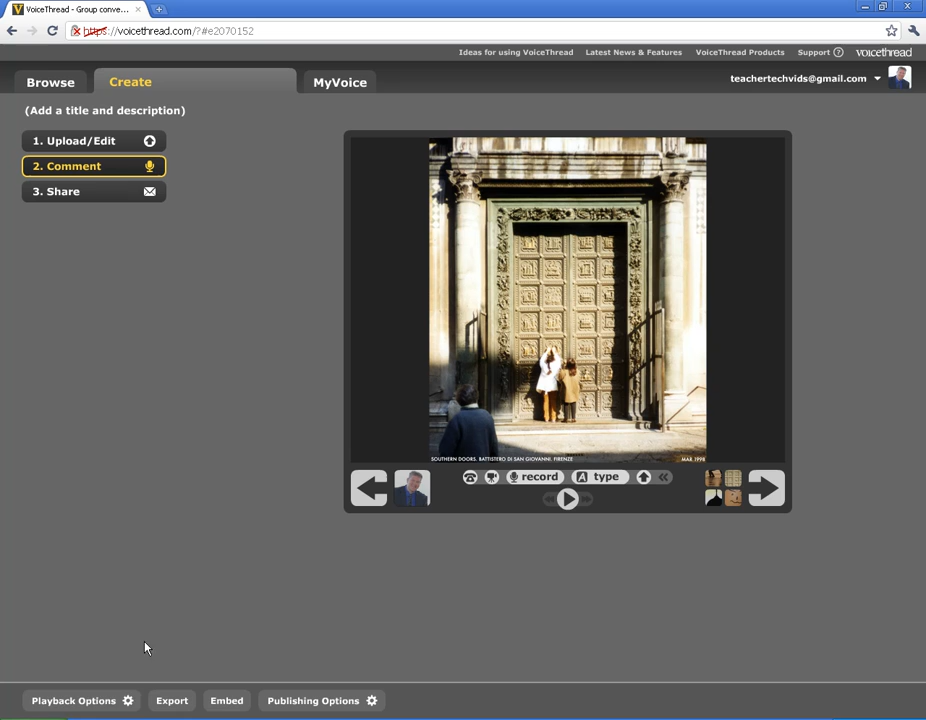 VoiceThread - Group conve...
https://voicethread.com/?#e2070152
Ideas for using VoiceThread Latest News & Features VoiceThread Products Support ? voicethread
Browse Create MyVoice teachertechvids@gmail.com
(Add a title and description)
1. Upload/Edit
2. Comment
3. Share
SOUTHERN DOORS, BATTISTERO DI SAN GIOVANNI, FIRENZE MAR 1998
record A type
Playback Options Export Embed Publishing Options